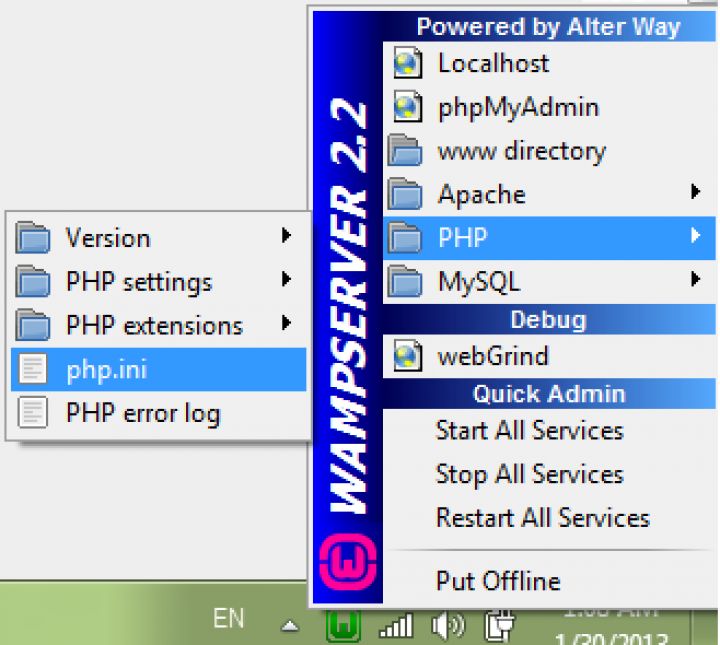 Powered by Alter Way
Localhost
phpMyAdmin
www directory
Apache
PHP
MySQL
Debug
webGrind
Quick Admin
Start All Services
Stop All Services
Restart All Services
Put Offline
WAMPSERVER 2.2
Version
PHP settings
PHP extensions
php.ini
PHP error log
EN
1/30/2013